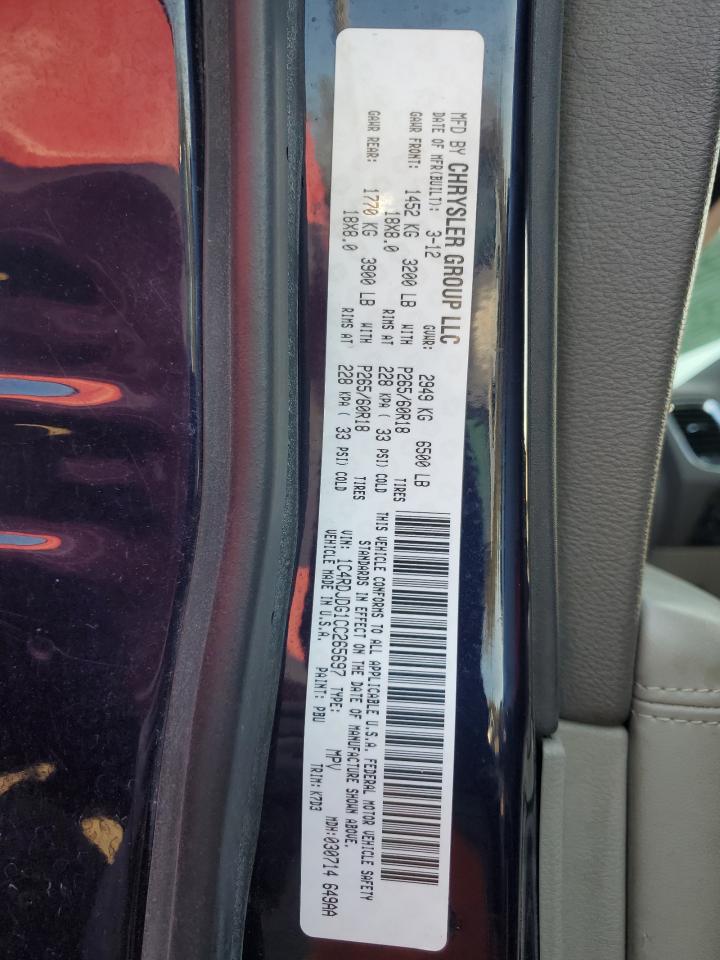 MFD BY CHRYSLER GROUP LLC
DATE OF MFR(BUILT): 3-12 GVWR: 2949 KG 6500 LB
GAWR FRONT: 1452 KG 3200 LB WITH P265/60R18 TIRES
18X8.0 RIMS AT 228 KPA ( 33 PSI) COLD
GAWR REAR: 1770 KG 3900 LB WITH P265/60R18 TIRES
18X8.0 RIMS AT 228 KPA ( 33 PSI) COLD
THIS VEHICLE CONFORMS TO ALL APPLICABLE U.S.A. FEDERAL MOTOR VEHICLE SAFETY
STANDARDS IN EFFECT ON THE DATE OF MANUFACTURE SHOWN ABOVE.
VIN: 1C4RDJDG1CC265697 TYPE: MPV MDH:030714 649AA
VEHICLE MADE IN U.S.A. PAINT: PBU TRIM:K7D3